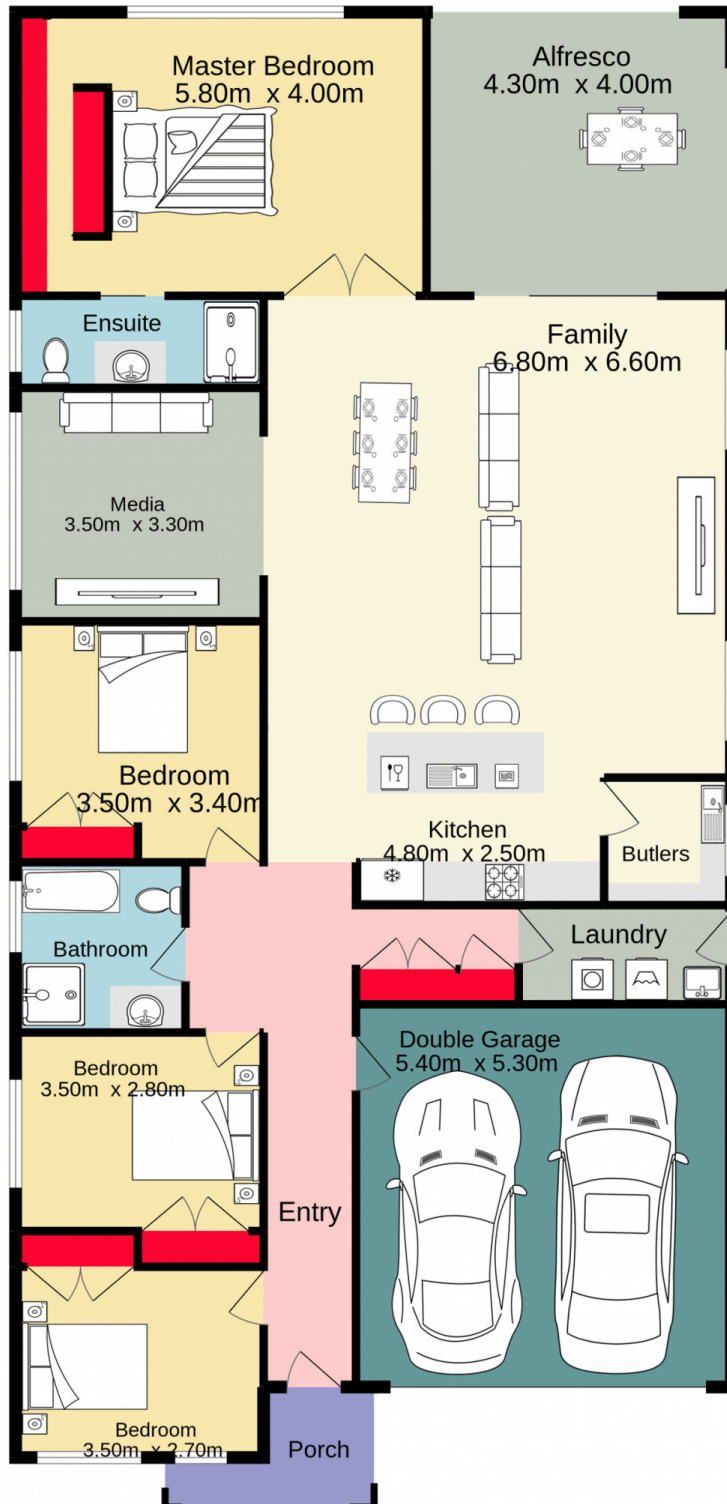 Master Bedroom
5.80m x 4.00m
Alfresco
4.30m x 4.00m
Ensuite
Family
6.80m x 6.60m
Media
3.50m x 3.30m
Bedroom
3.50m x 3.40m
Kitchen
4.80m x 2.50m
Butlers
Bathroom
Laundry
Bedroom
3.50m x 2.80m
Double Garage
5.40m x 5.30m
Entry
Bedroom
3.50m x 2.70m
Porch